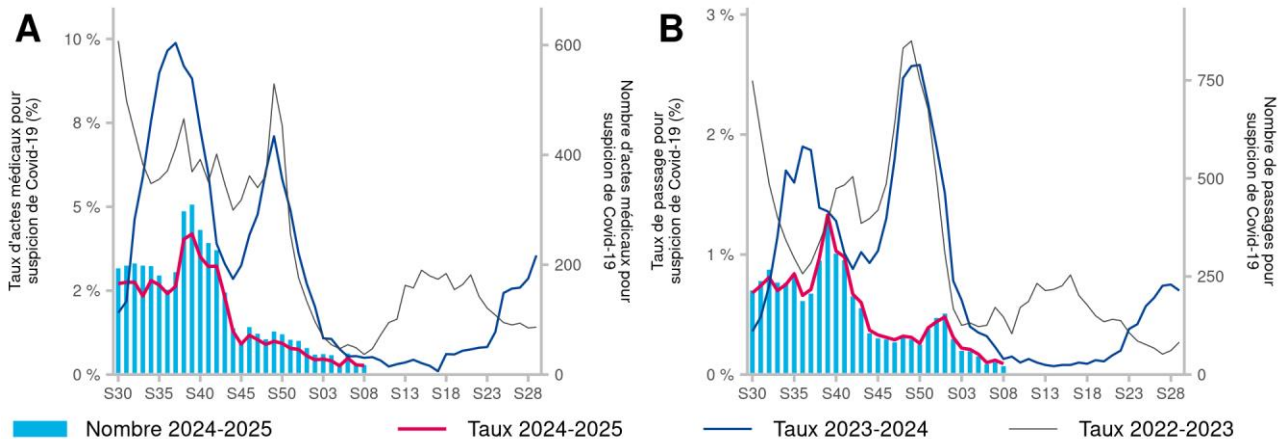 A
Taux d'actes médicaux pour
suspicion de Covid-19 (%)
10 %
8 %
5 %
2 %
0 %
600
400
200
0
Nombre d'actes médicaux pour
suspicion de Covid-19
S30 S35 S40 S45 S50 S03 S08 S13 S18 S23 S28
B
Taux de passage pour
suspicion de Covid-19 (%)
3 %
2 %
1 %
0 %
750
500
250
0
Nombre de passages pour
suspicion de Covid-19
S30 S35 S40 S45 S50 S03 S08 S13 S18 S23 S28
Nombre 2024-2025 Taux 2024-2025 Taux 2023-2024 Taux 2022-2023